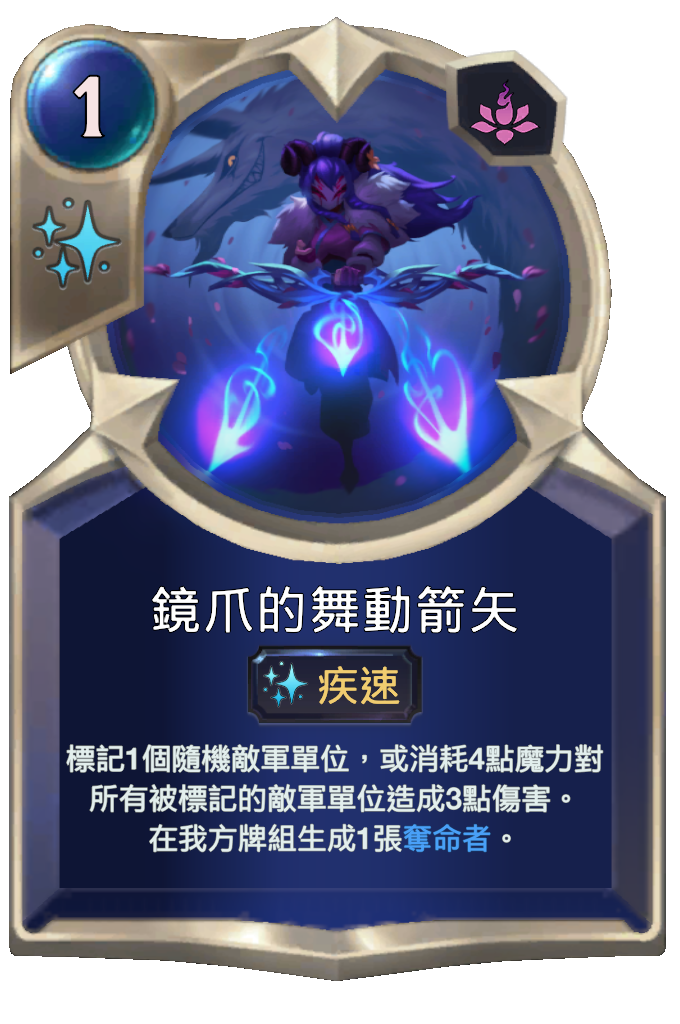 1
鏡爪的舞動箭矢
疾速
標記1個隨機敵軍單位，或消耗4點魔力對
所有被標記的敵軍單位造成3點傷害。
在我方牌組生成1張奪命者。